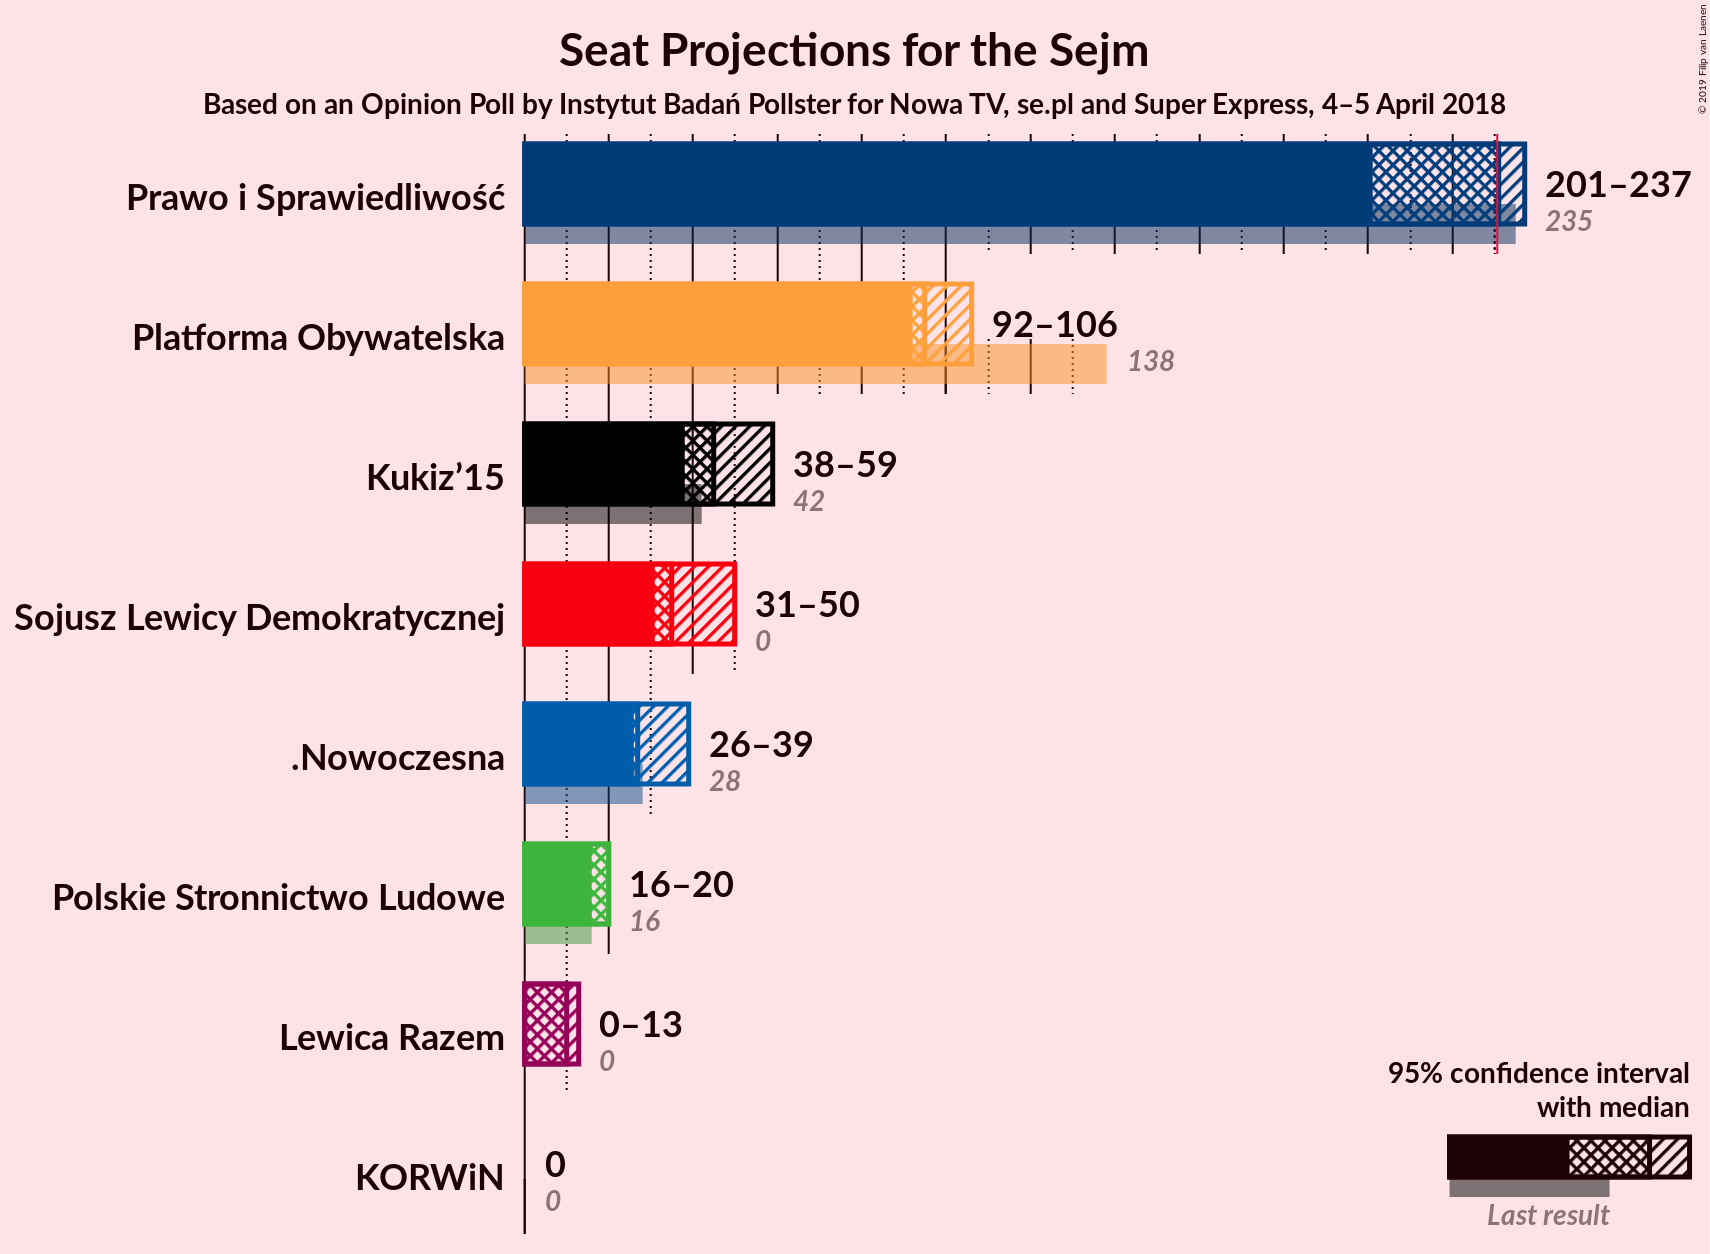 Seat Projections for the Sejm
Based on an Opinion Poll by Instytut Badań Pollster for Nowa TV, se.pl and Super Express, 4–5 April 2018
© 2019 Filip van Laenen
Prawo i Sprawiedliwość
201–237
235
Platforma Obywatelska
92–106
138
Kukiz’15
38–59
42
Sojusz Lewicy Demokratycznej
31–50
0
.Nowoczesna
26–39
28
Polskie Stronnictwo Ludowe
16–20
16
Lewica Razem
0–13
0
KORWiN
0
0
95% confidence interval
with median
Last result